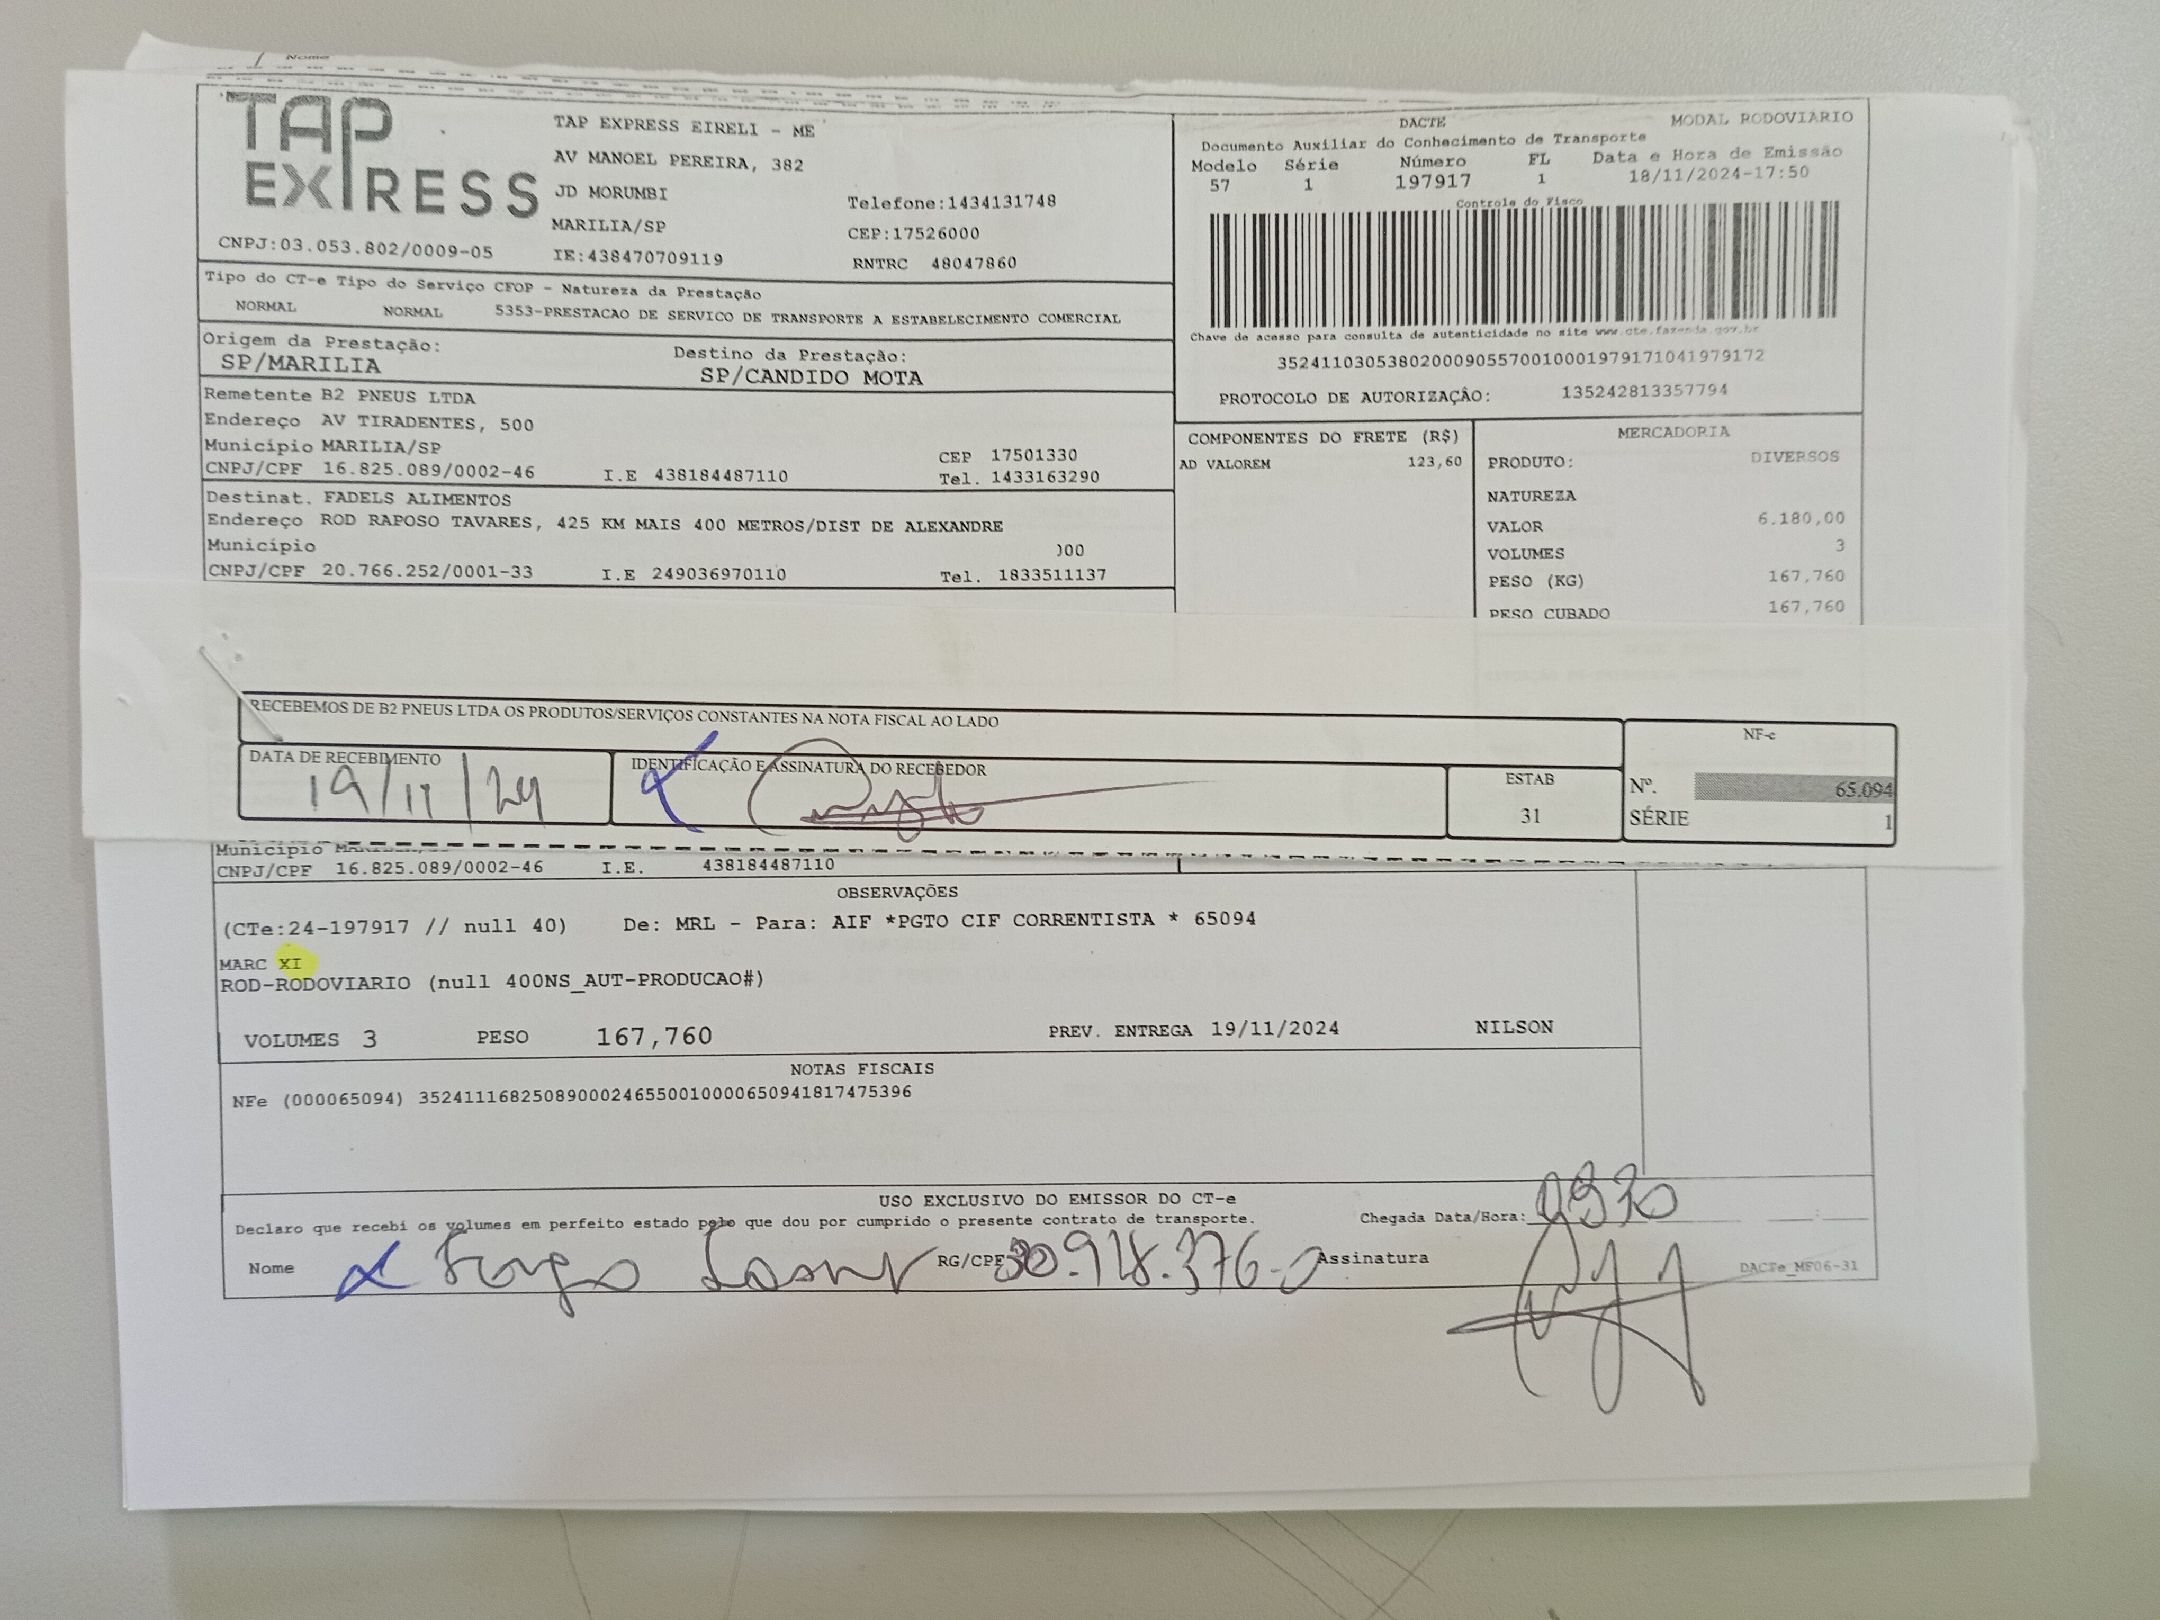 Nome
TAP
EXPRESS
CNPJ:03.053.802/0009-05
TAP EXPRESS EIRELI - ME
AV MANOEL PEREIRA, 382
JD MORUMBI
MARILIA/SP
IE:438470709119
Telefone:1434131748
CEP:17526000
RNTRC 48047860
DACTE MODAL RODOVIARIO
Documento Auxiliar do Conhecimento de Transporte
Modelo Série Número FL Data e Hora de Emissão
57 1 197917 1 18/11/2024-17:50
Controle do Fisco
Chave de acesso para consulta de autenticidade no site www.cte.fazenda.gov.br
35241103053802000905570010001979171041979172
PROTOCOLO DE AUTORIZAÇÂO: 135242813357794
Tipo do CT-e Tipo do Serviço CFOP - Natureza da Prestação
NORMAL NORMAL 5353-PRESTACAO DE SERVICO DE TRANSPORTE A ESTABELECIMENTO COMERCIAL
Origem da Prestação: Destino da Prestação:
SP/MARILIA SP/CANDIDO MOTA
Remetente B2 PNEUS LTDA
Endereço AV TIRADENTES, 500
Município MARILIA/SP CEP 17501330
CNPJ/CPF 16.825.089/0002-46 I.E 438184487110 Tel. 1433163290
Destinat. FADELS ALIMENTOS
Endereço ROD RAPOSO TAVARES, 425 KM MAIS 400 METROS/DIST DE ALEXANDRE
Município 00
CNPJ/CPF 20.766.252/0001-33 I.E 249036970110 Tel. 1833511137
COMPONENTES DO FRETE (R$)
AD VALOREM 123,60
MERCADORIA
PRODUTO: DIVERSOS
NATUREZA
VALOR 6.180,00
VOLUMES 3
PESO (KG) 167,760
PESO CUBADO 167,760
RECEBEMOS DE B2 PNEUS LTDA OS PRODUTOS/SERVIÇOS CONSTANTES NA NOTA FISCAL AO LADO
DATA DE RECEBIMENTO
19/11/24
IDENTIFICAÇÃO E ASSINATURA DO RECEBEDOR
ESTAB
31
NF-e
Nº. 65.094
SÉRIE 1
Município
CNPJ/CPF 16.825.089/0002-46 I.E. 438184487110
OBSERVAÇÕES
(CTe:24-197917 // null 40) De: MRL - Para: AIF *PGTO CIF CORRENTISTA * 65094
MARC XI
ROD-RODOVIARIO (null 400NS_AUT-PRODUCAO#)
VOLUMES 3 PESO 167,760 PREV. ENTREGA 19/11/2024 NILSON
NOTAS FISCAIS
NFe (000065094) 35241116825089000246550010000650941817475396
USO EXCLUSIVO DO EMISSOR DO CT-e
Declaro que recebi os volumes em perfeito estado pelo que dou por cumprido o presente contrato de transporte. Chegada Data/Hora:
Nome RG/CPF Assinatura
DACTe_MF06-31